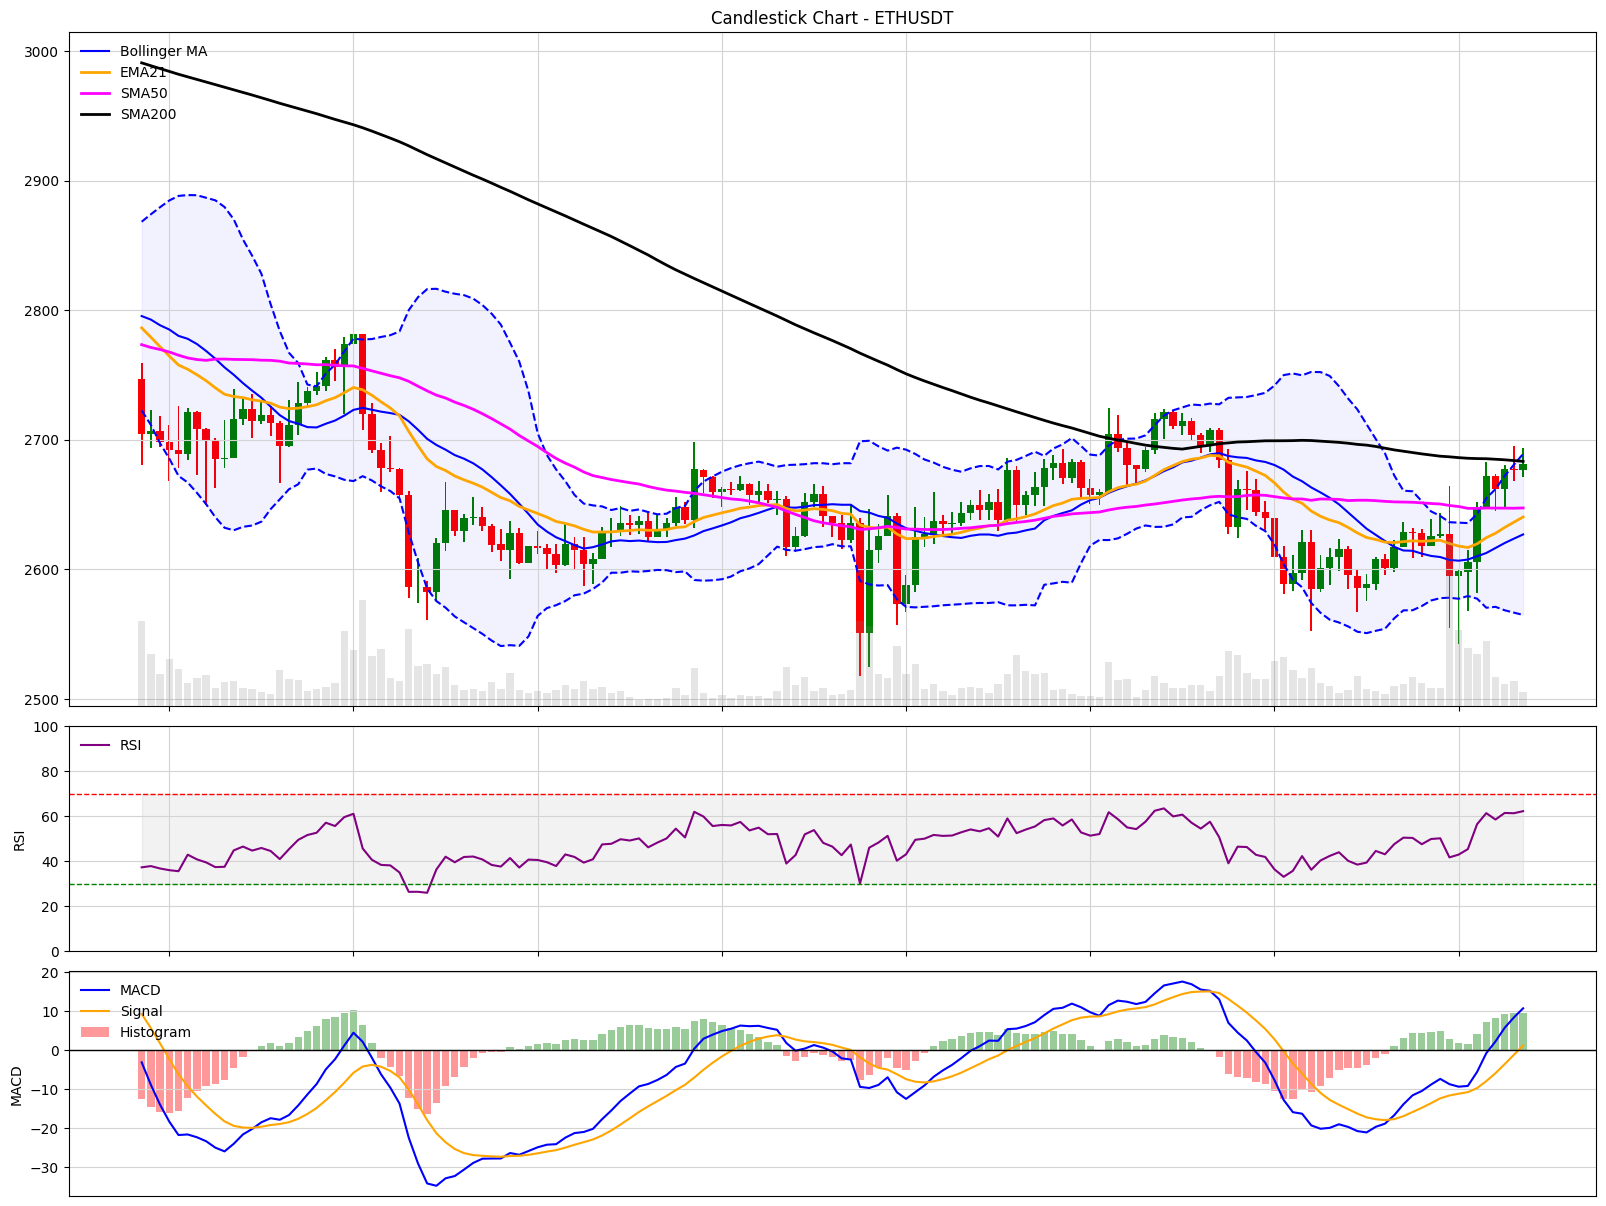 Candlestick Chart - ETHUSDT
3000
2900
2800
2700
2600
2500
Bollinger MA
EMA21
SMA50
SMA200
100
80
60
40
20
0
RSI
RSI
20
10
0
−10
−20
−30
MACD
MACD
Signal
Histogram